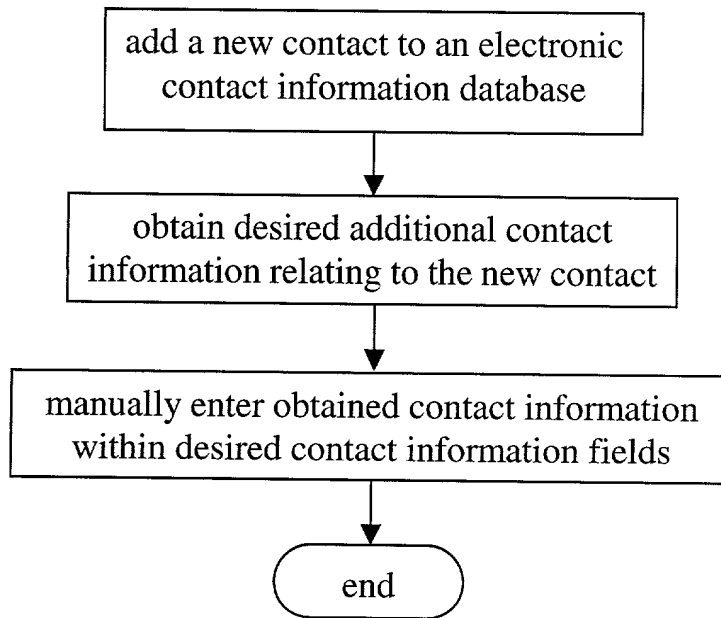 add a new contact to an electronic
contact information database
obtain desired additional contact
information relating to the new contact
manually enter obtained contact information
within desired contact information fields
end